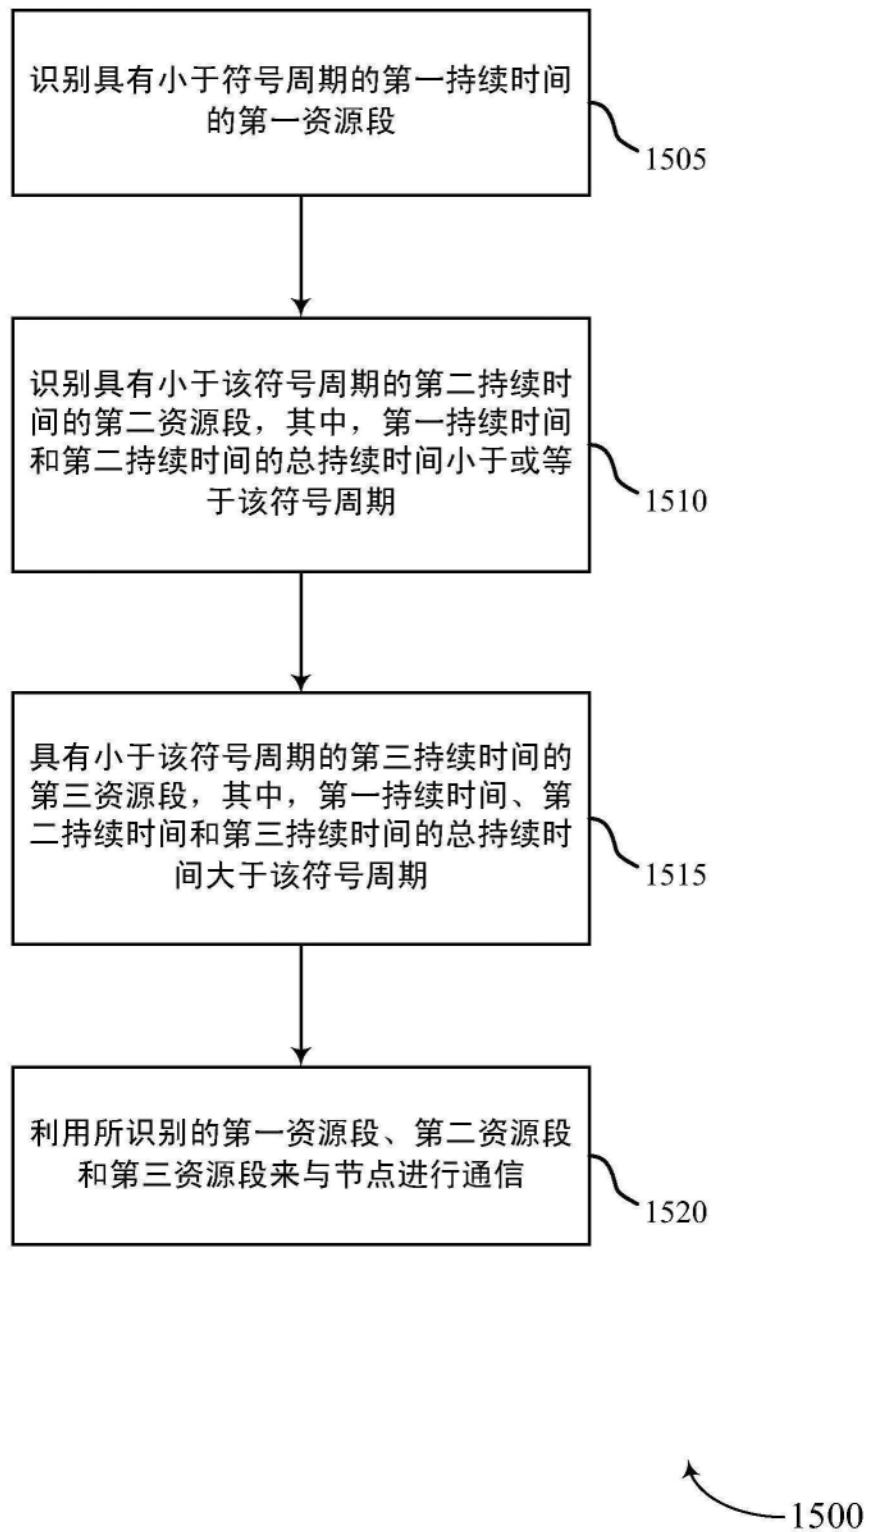 识别具有小于符号周期的第一持续时间
的第一资源段
1505
识别具有小于该符号周期的第二持续时
间的第二资源段，其中，第一持续时间
和第二持续时间的总持续时间小于或等
于该符号周期
1510
具有小于该符号周期的第三持续时间的
第三资源段，其中，第一持续时间、第
二持续时间和第三持续时间的总持续时
间大于该符号周期
1515
利用所识别的第一资源段、第二资源段
和第三资源段来与节点进行通信
1520
1500